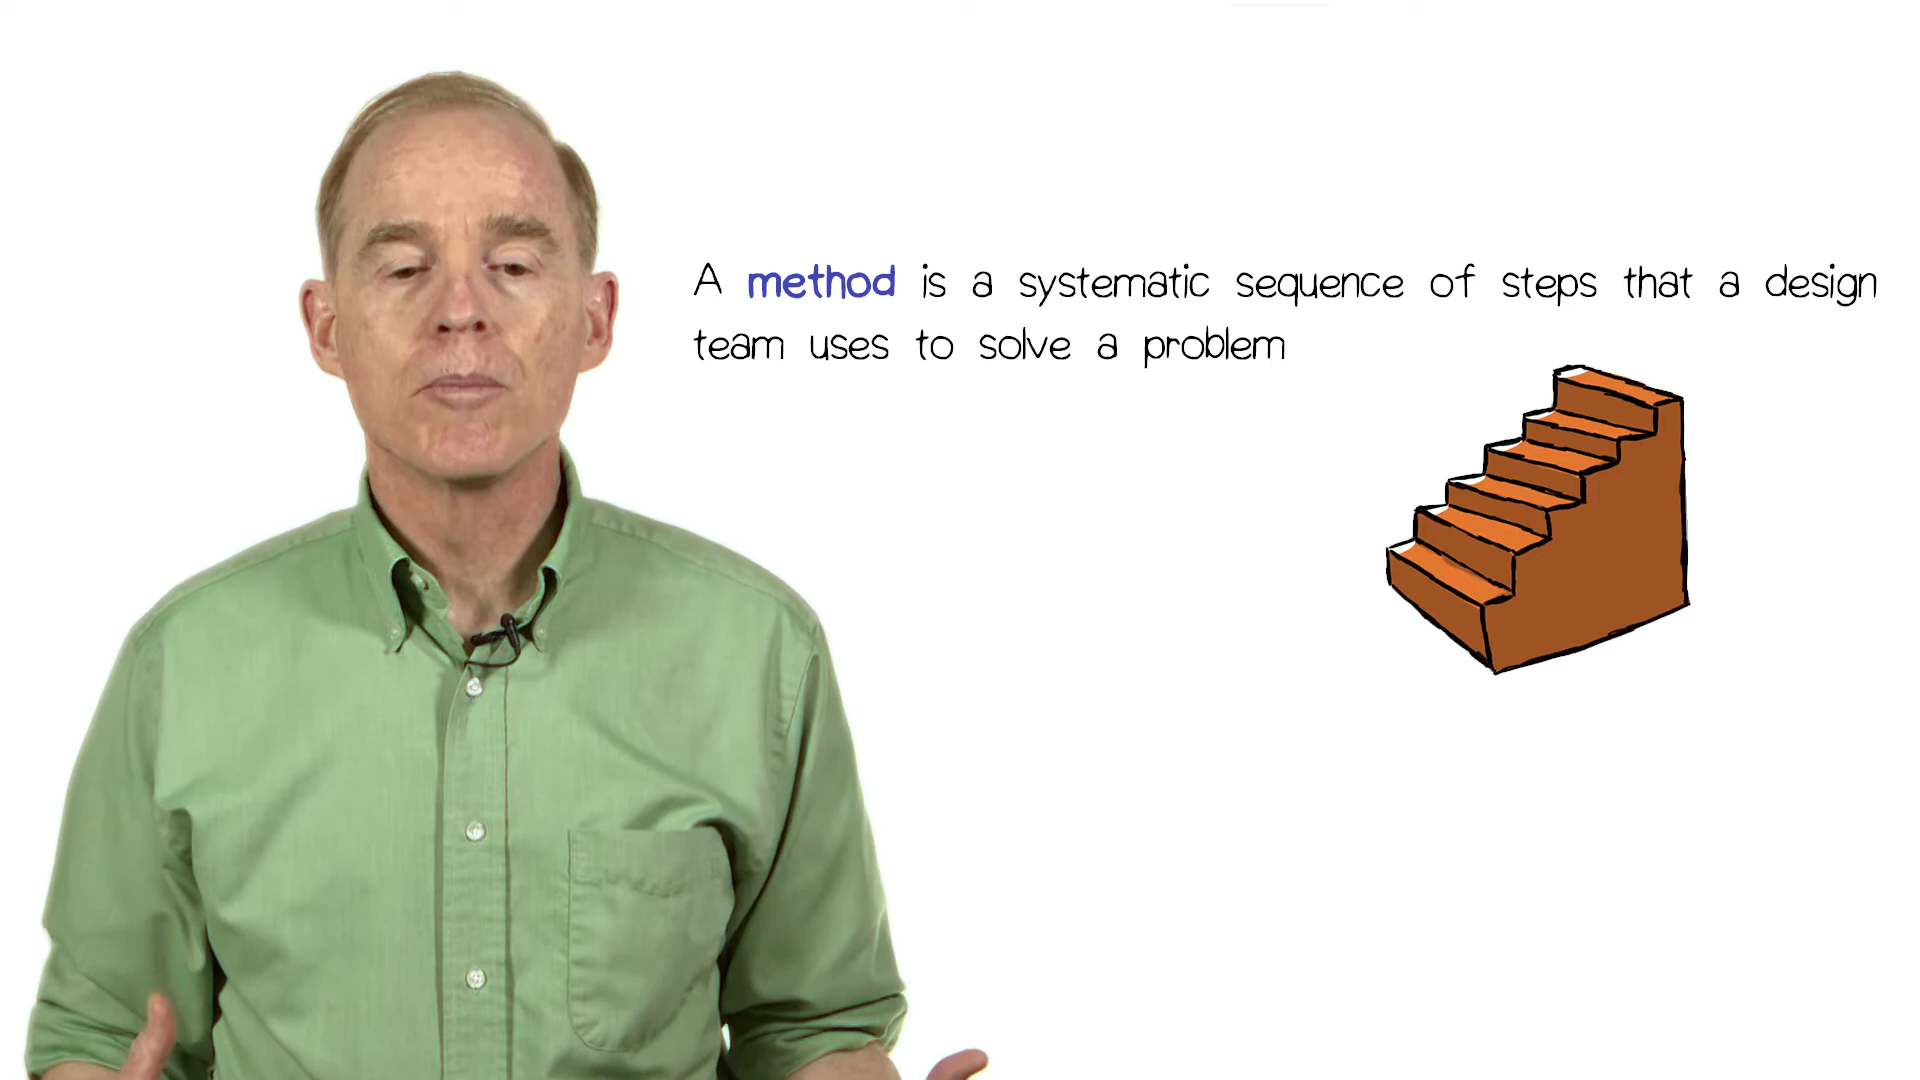 A method is a systematic sequence of steps that a design
team uses to solve a problem